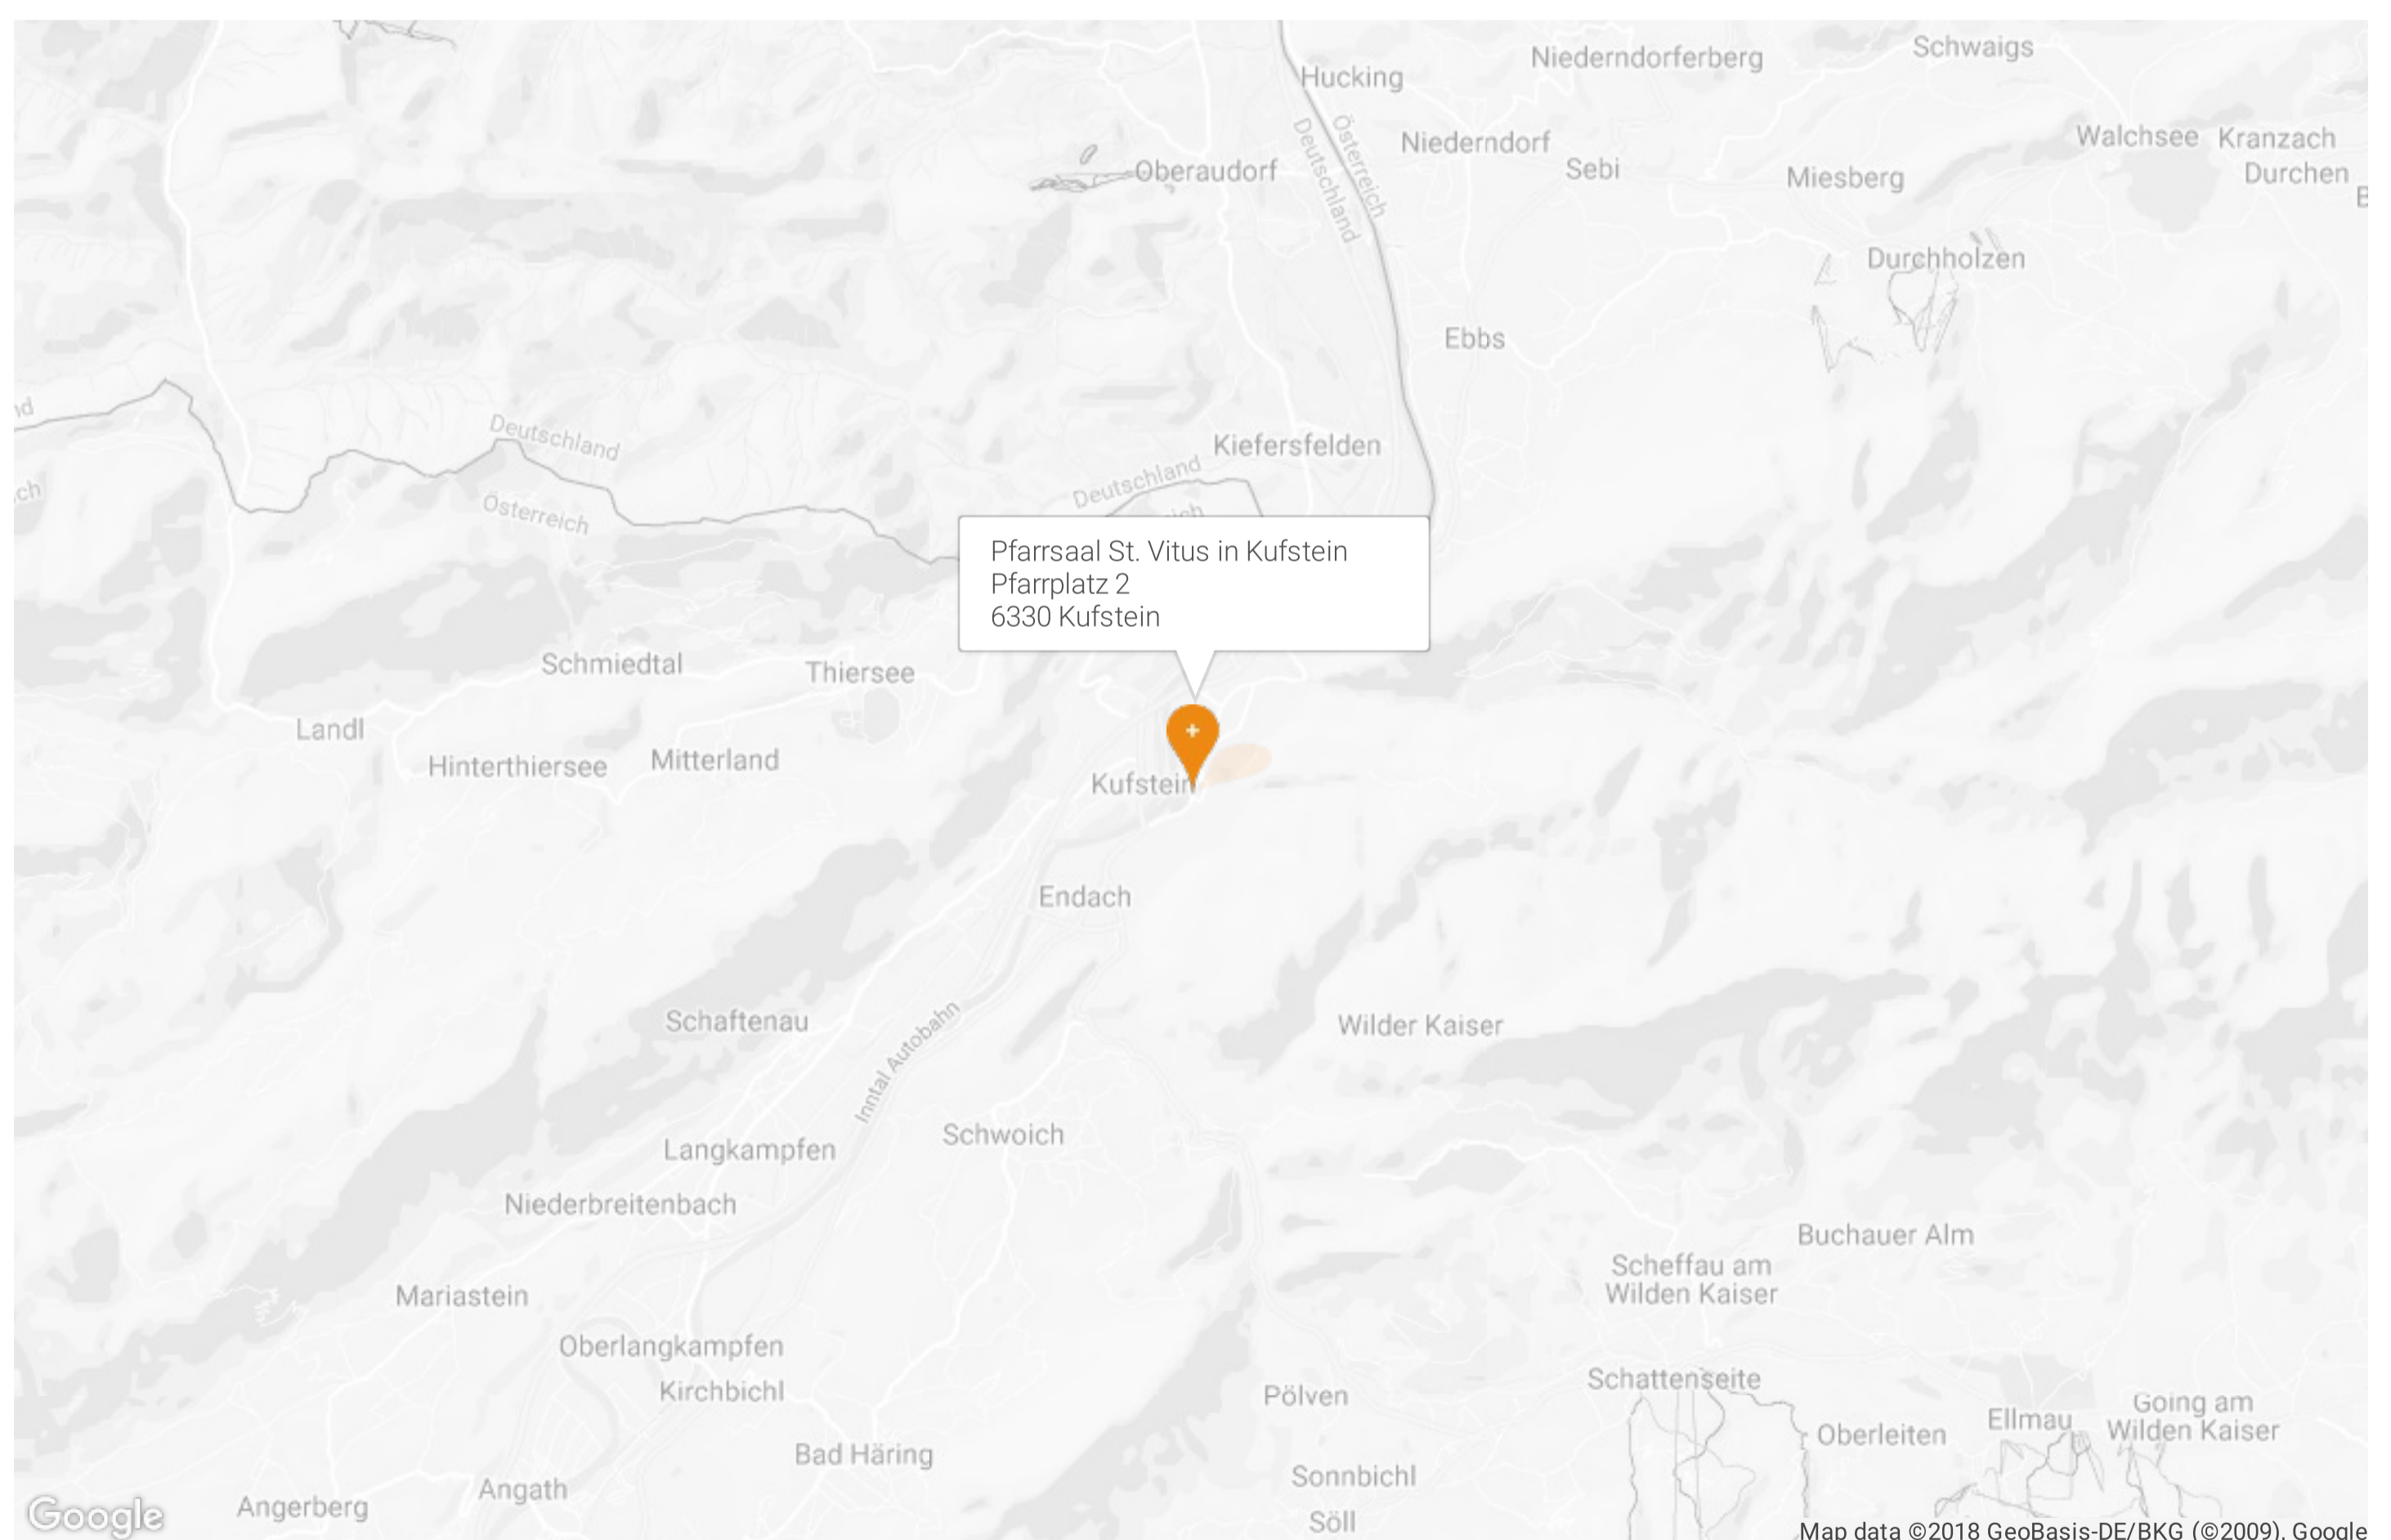 Schwaigs
Niederndorferberg
Hucking
Österreich
Deutschland
Niederndorf
Walchsee
Kranzach
Oberaudorf
Sebi
Miesberg
Durchen
Durchholzen
Ebbs
Deutschland
Kiefersfelden
Deutschland
Österreich
Pfarrsaal St. Vitus in Kufstein
Pfarrplatz 2
6330 Kufstein
Schmiedtal
Thiersee
Landl
Hinterthiersee
Mitterland
Kufstein
Endach
Schaftenau
Inntal Autobahn
Wilder Kaiser
Schwoich
Langkampfen
Niederbreitenbach
Buchauer Alm
Scheffau am
Wilden Kaiser
Mariastein
Oberlangkampfen
Kirchbichl
Schattenseite
Pölven
Going am
Wilden Kaiser
Ellmau
Oberleiten
Bad Häring
Sonnbichl
Angath
Angerberg
Söll
Google
Map data ©2018 GeoBasis-DE/BKG (©2009), Google